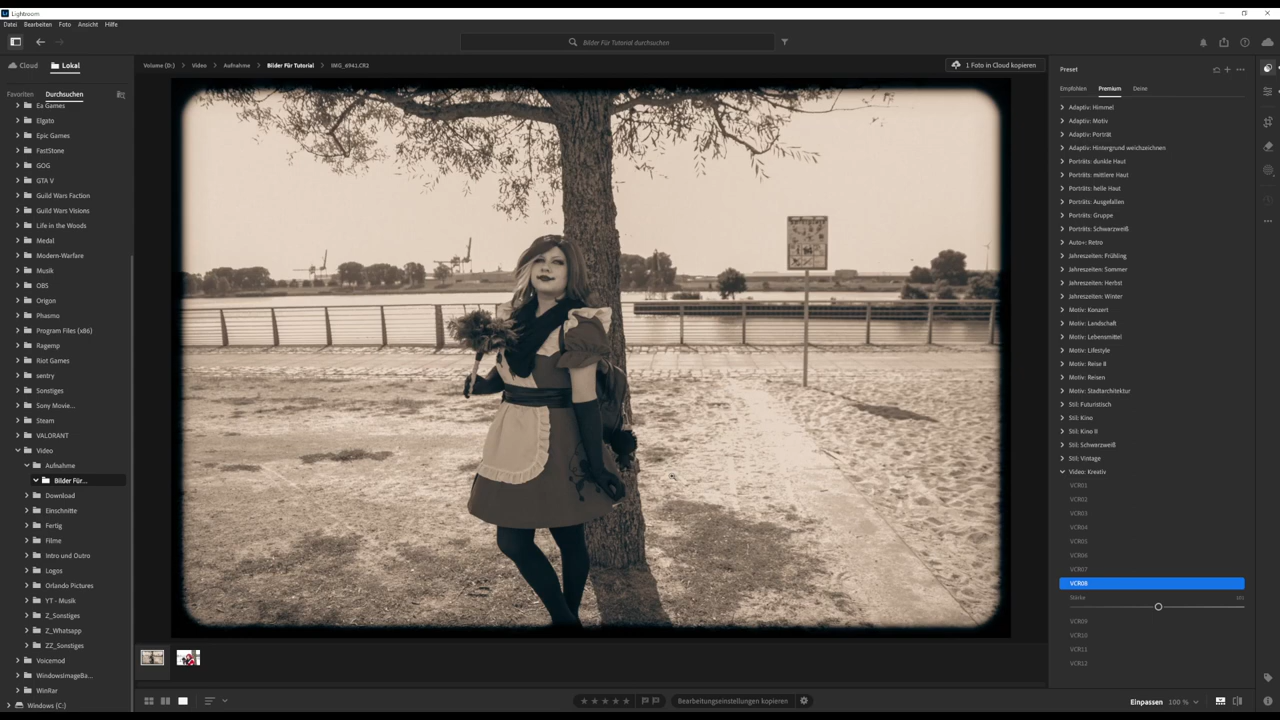 Lightroom
Datei Bearbeiten Foto Ansicht Hilfe
Bilder Für Tutorial durchsuchen
Cloud Lokal
Volume (D:) Video Aufnahme Bilder Für Tutorial IMG_4941.CR2
1 Foto in Cloud kopieren
Favoriten Durchsuchen
Ea Games
Elgato
Epic Games
FastStone
GOG
GTA V
Guild Wars Faction
Guild Wars Visions
Life in the Woods
Medal
Modern-Warfare
Musik
OBS
Origon
Phasmo
Program Files (x86)
Ragemp
Riot Games
sentry
Sonstiges
Sony Movie...
Steam
VALORANT
Video
Aufnahme
Bilder Für...
Download
Einschnitte
Fertig
Filme
Intro und Outro
Logos
Orlando Pictures
YT - Musik
Z_Sonstiges
Z_Whatsapp
ZZ_Sonstiges
Voicemod
WindowsImageBa...
WinRar
Windows (C:)
Preset
Empfohlen Premium Deine
Adaptiv: Himmel
Adaptiv: Motiv
Adaptiv: Porträt
Adaptiv: Hintergrund weichzeichnen
Porträts: dunkle Haut
Porträts: mittlere Haut
Porträts: helle Haut
Porträts: Ausgefallen
Porträts: Gruppe
Porträts: Schwarzweiß
Auto+: Retro
Jahreszeiten: Frühling
Jahreszeiten: Sommer
Jahreszeiten: Herbst
Jahreszeiten: Winter
Motiv: Konzert
Motiv: Landschaft
Motiv: Lebensmittel
Motiv: Lifestyle
Motiv: Reise II
Motiv: Reisen
Motiv: Stadtarchitektur
Stil: Futuristisch
Stil: Kino
Stil: Kino II
Stil: Schwarzweiß
Stil: Vintage
Video: Kreativ
VCR01
VCR02
VCR03
VCR04
VCR05
VCR06
VCR07
VCR08
Stärke
VCR09
VCR10
VCR11
VCR12
Bearbeitungseinstellungen kopieren
Einpassen 100 %